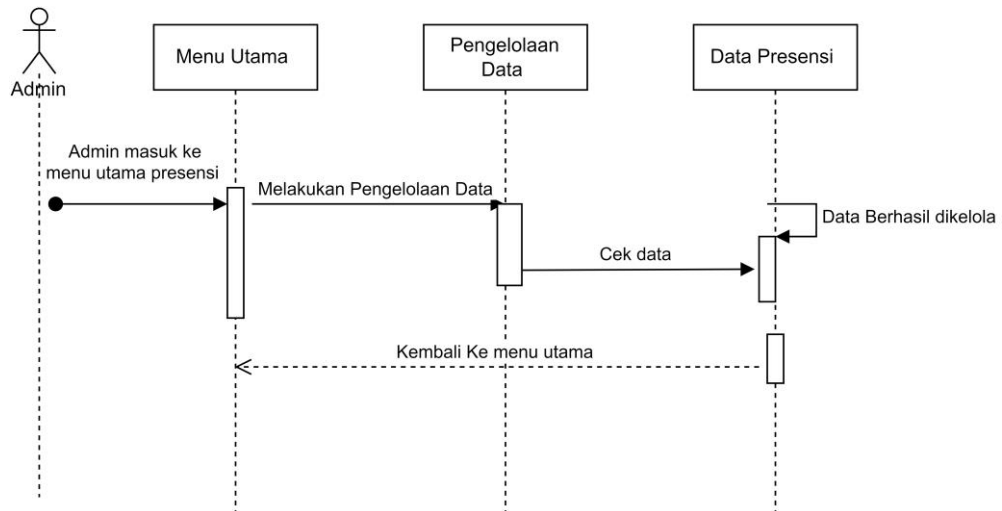 Admin
Menu Utama
Pengelolaan
Data
Data Presensi
Admin masuk ke
menu utama presensi
Melakukan Pengelolaan Data
Data Berhasil dikelola
Cek data
Kembali Ke menu utama